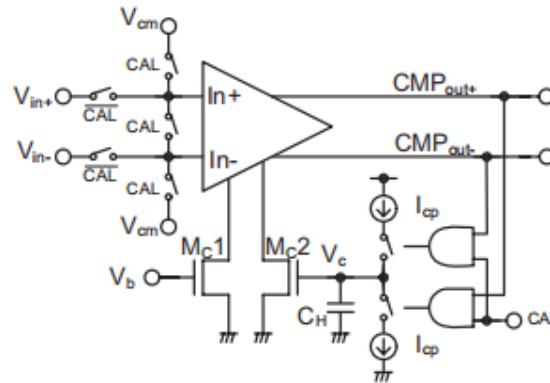 Vcm
CAL
Vin+
CAL
In+
CMPout+
CAL
Vin-
CAL
In-
CMPout-
CAL
Vcm
Icp
MC1
MC2
Vc
Vb
CH
CA
Icp